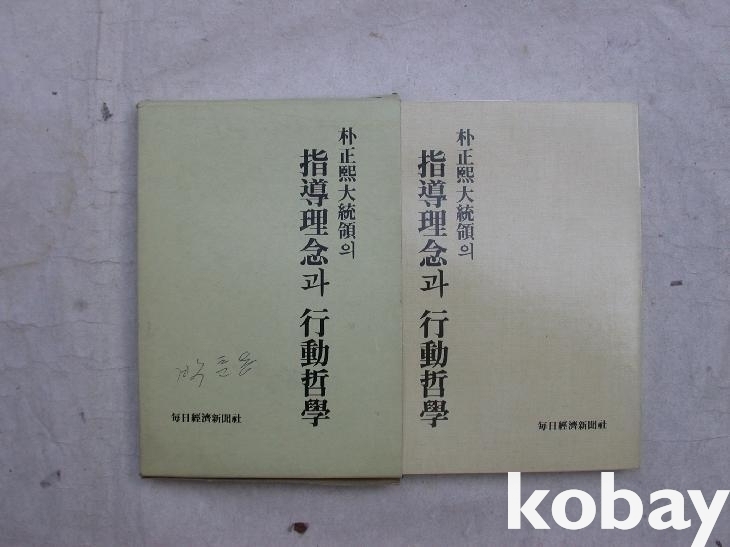 朴正熙大統領의
指導理念과 行動哲學
每日經濟新聞社
朴正熙大統領의
指導理念과 行動哲學
每日經濟新聞社
kobay